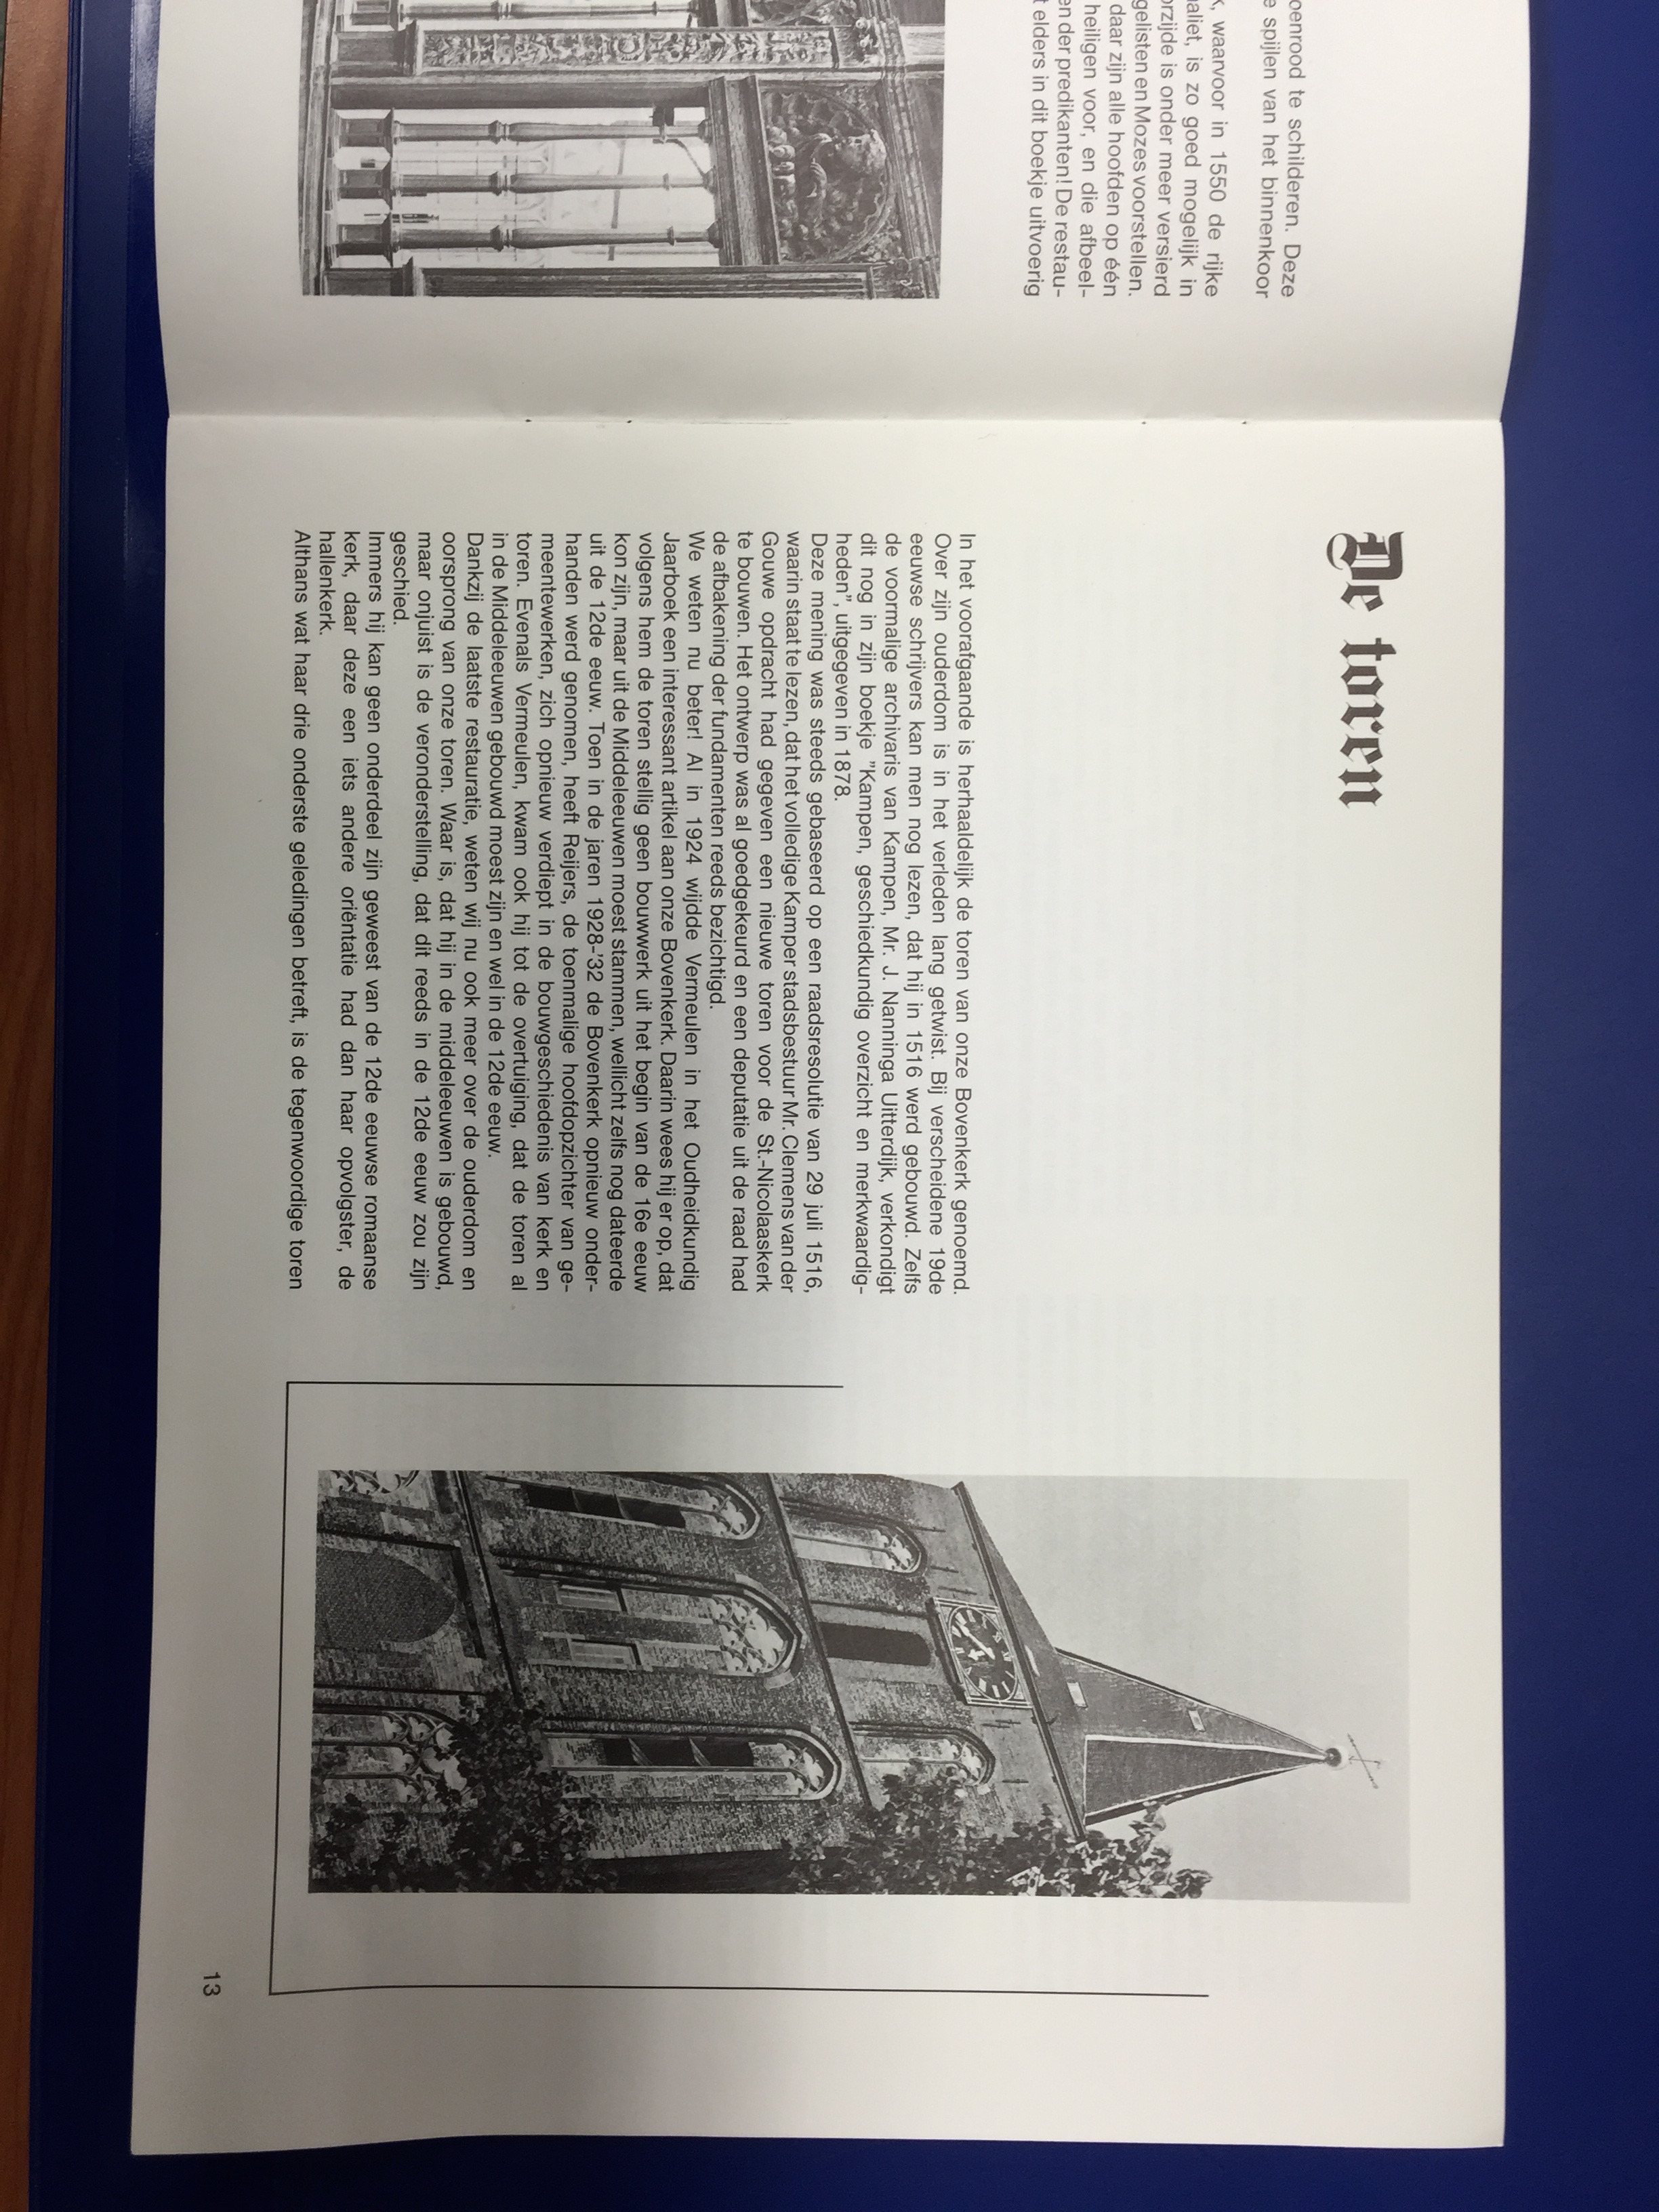 oenrood te schilderen. Deze
e spijlen van het binnenkoor
waarvoor in 1550 de rijke
is zo goed mogelijk in
is onder meer versierd
en Mozes voorstellen.
daar zijn alle hoofden op één
heiligen voor, en die afbeel-
en der predikanten! De restau-
elders in dit boekje uitvoerig
De toren
In het voorafgaande is herhaaldelijk de toren van onze Bovenkerk genoemd.
Over zijn ouderdom is in het verleden lang getwist. Bij verscheidene 19de
eeuwse schrijvers kan men nog lezen, dat hij in 1516 werd gebouwd. Zelfs
de voormalige archivaris van Kampen, Mr. J. Nanninga Uitterdijk, verkondigt
dit nog in zijn boekje "Kampen, geschiedkundig overzicht en merkwaardig-
heden", uitgegeven in 1878.
Deze mening was steeds gebaseerd op een raadsresolutie van 29 juli 1516,
waarin staat te lezen, dat het volledige Kamper stadsbestuur Mr. Clemens van der
Gouwe opdracht had gegeven een nieuwe toren voor de St.-Nicolaaskerk
te bouwen. Het ontwerp was al goedgekeurd en een deputatie uit de raad had
de afbakening der fundamenten reeds bezichtigd.
We weten nu beter! Al in 1924 wijdde Vermeulen in het Oudheidkundig
Jaarboek een interessant artikel aan onze Bovenkerk. Daarin wees hij er op, dat
volgens hem de toren stellig geen bouwwerk uit het begin van de 16e eeuw
kon zijn, maar uit de Middeleeuwen moest stammen, wellicht zelfs nog dateerde
uit de 12de eeuw. Toen in de jaren 1928-'32 de Bovenkerk opnieuw onder-
handen werd genomen, heeft Reijers, de toenmalige hoofdopzichter van ge-
meentewerken, zich opnieuw verdiept in de bouwgeschiedenis van kerk en
toren. Evenals Vermeulen, kwam ook hij tot de overtuiging, dat de toren al
in de Middeleeuwen gebouwd moest zijn en wel in de 12de eeuw.
Dankzij de laatste restauratie, weten wij nu ook meer over de ouderdom en
oorsprong van onze toren. Waar is, dat hij in de middeleeuwen is gebouwd,
maar onjuist is de veronderstelling, dat dit reeds in de 12de eeuw zou zijn
geschied.
Immers hij kan geen onderdeel zijn geweest van de 12de eeuwse romaanse
kerk, daar deze een iets andere oriëntatie had dan haar opvolgster, de
hallenkerk.
Althans wat haar drie onderste geledingen betreft, is de tegenwoordige toren
13